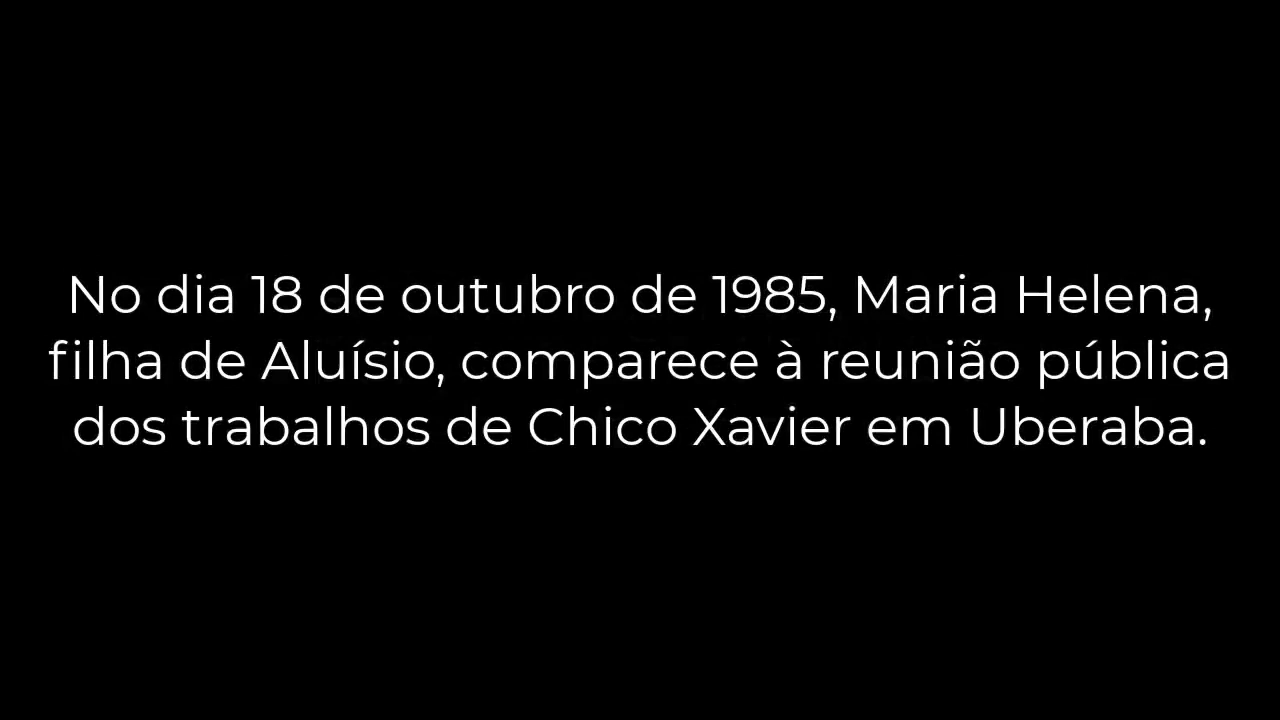 No dia 18 de outubro de 1985, Maria Helena,
filha de Aluísio, comparece à reunião pública
dos trabalhos de Chico Xavier em Uberaba.